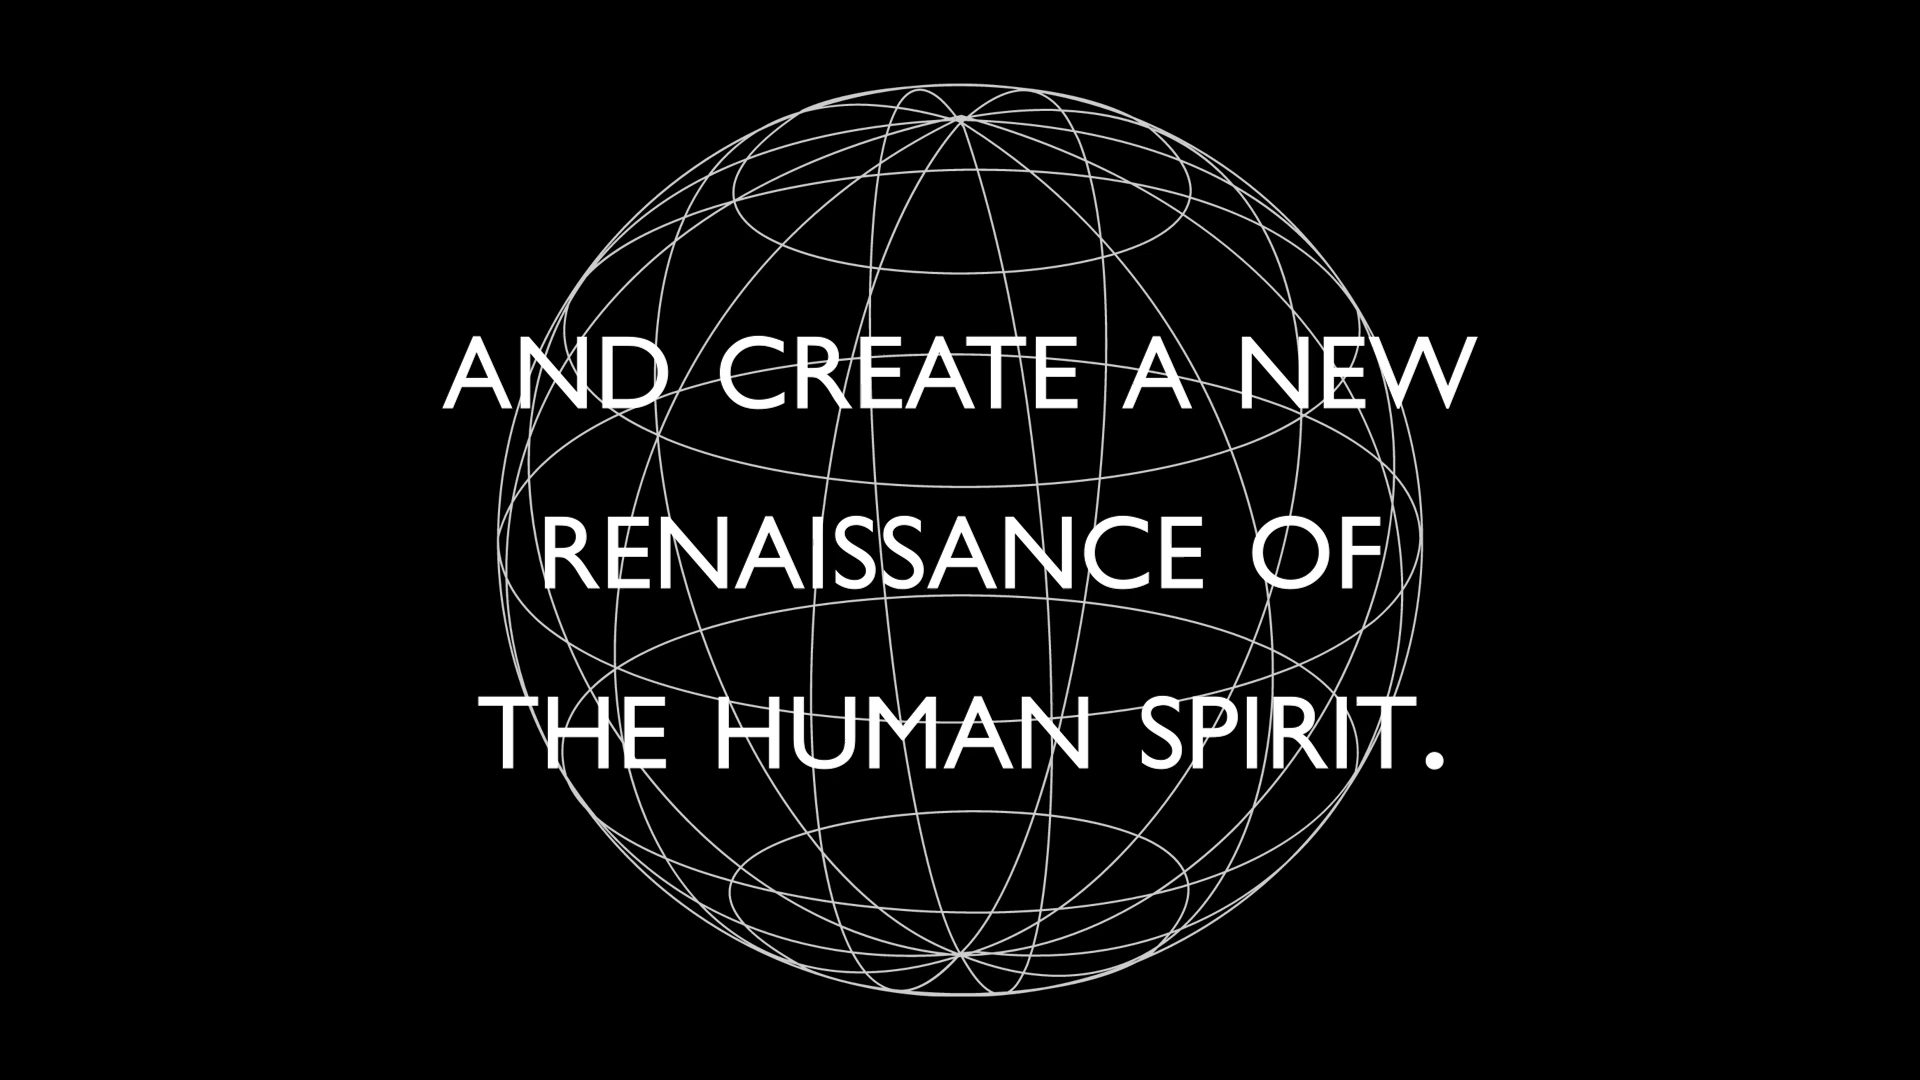 AND CREATE A NEW
RENAISSANCE OF
THE HUMAN SPIRIT.